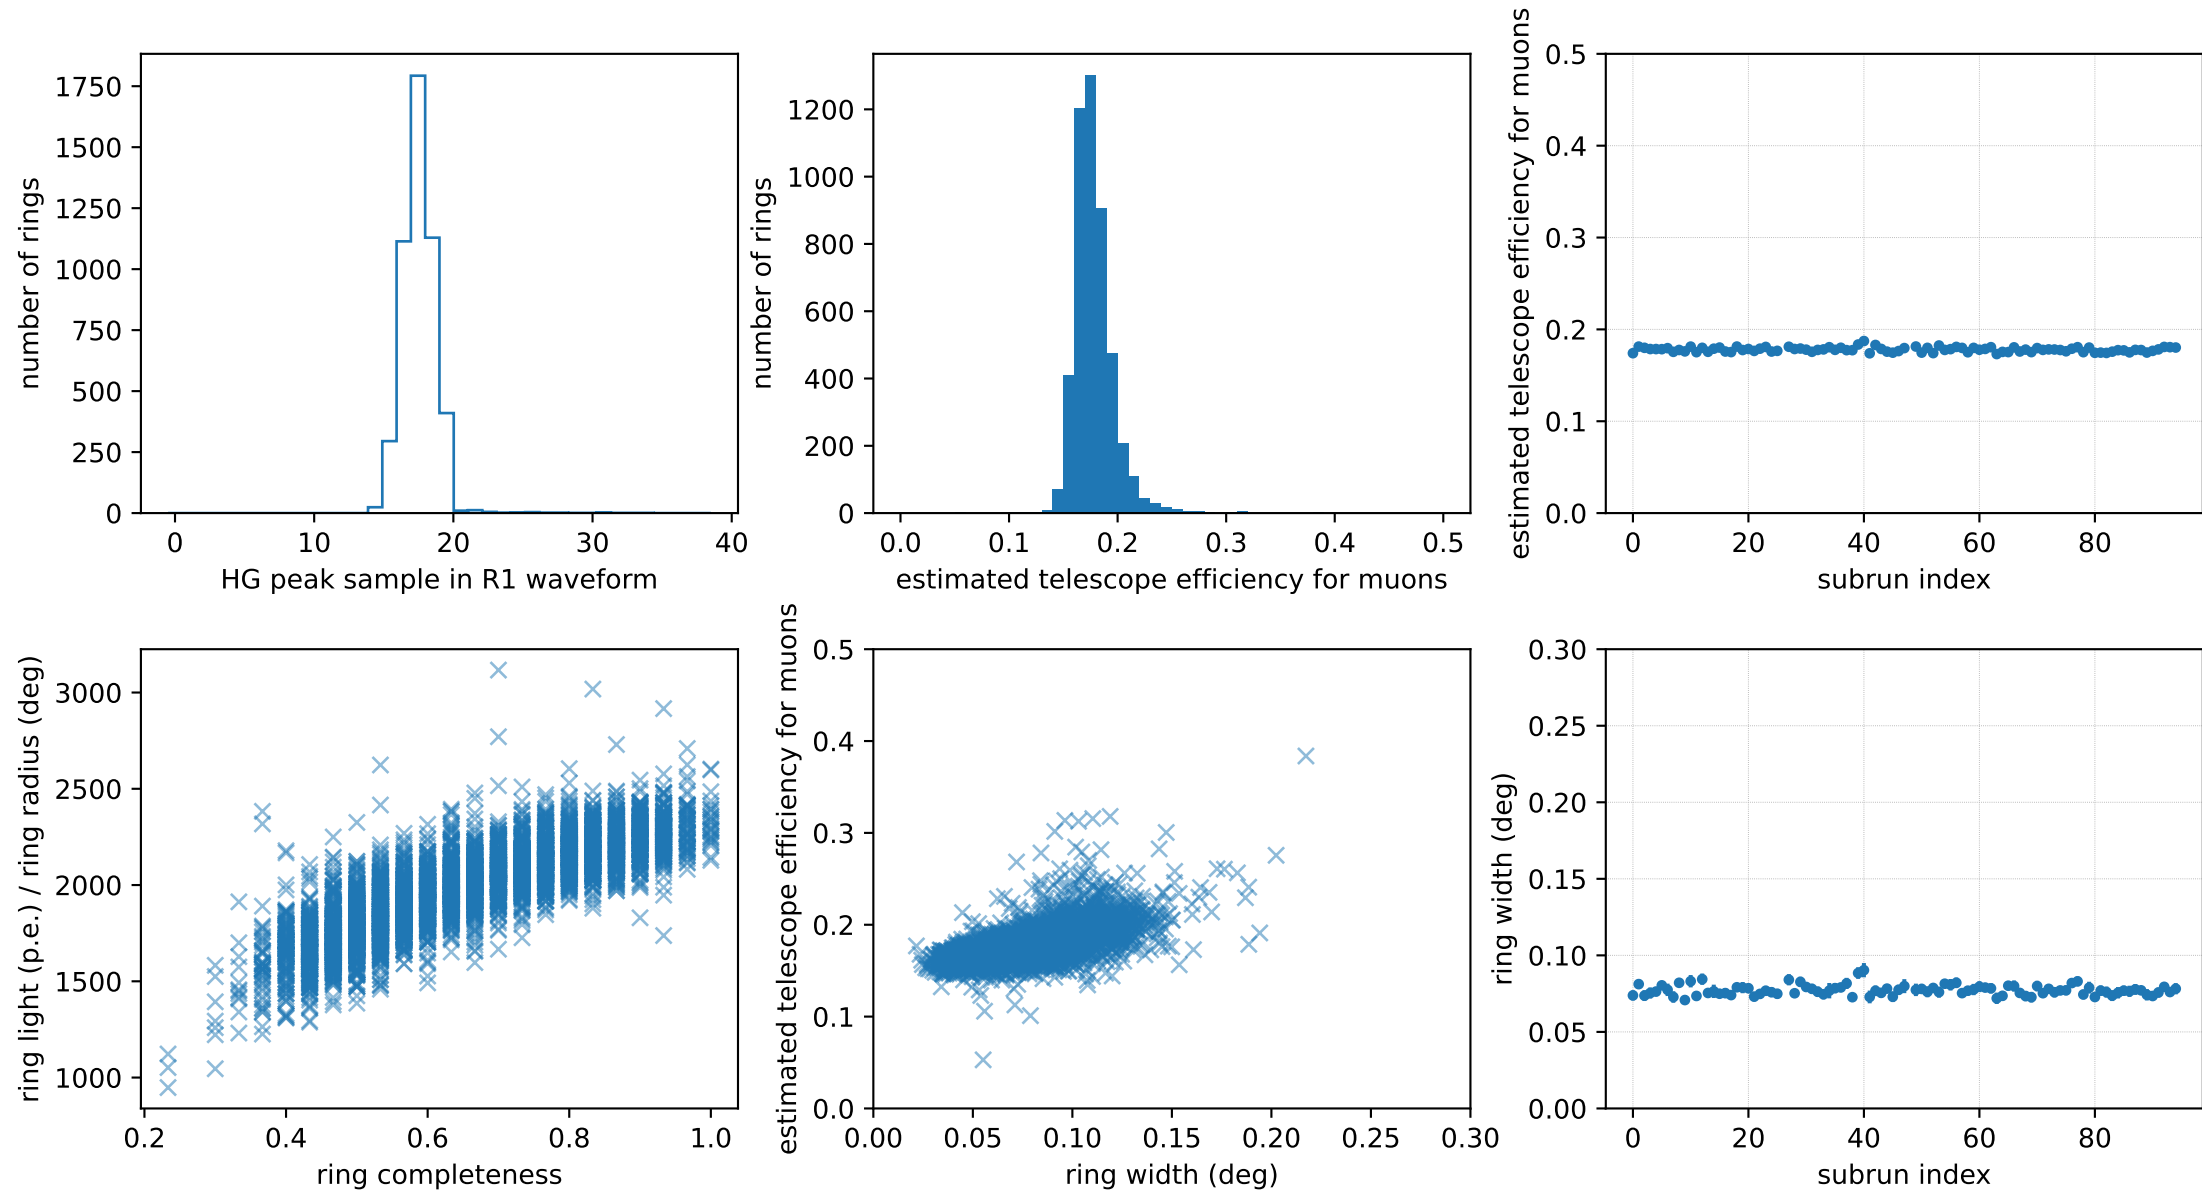 number of rings
1750
1500
1250
1000
750
500
250
0
0 10 20 30 40
HG peak sample in R1 waveform
number of rings
1200
1000
800
600
400
200
0
0.0 0.1 0.2 0.3 0.4 0.5
estimated telescope efficiency for muons
estimated telescope efficiency for muons
0.5
0.4
0.3
0.2
0.1
0.0
0 20 40 60 80
subrun index
ring light (p.e.) / ring radius (deg)
3000
2500
2000
1500
1000
0.2 0.4 0.6 0.8 1.0
ring completeness
estimated telescope efficiency for muons
0.5
0.4
0.3
0.2
0.1
0.0
0.00 0.05 0.10 0.15 0.20 0.25 0.30
ring width (deg)
ring width (deg)
0.30
0.25
0.20
0.15
0.10
0.05
0.00
0 20 40 60 80
subrun index